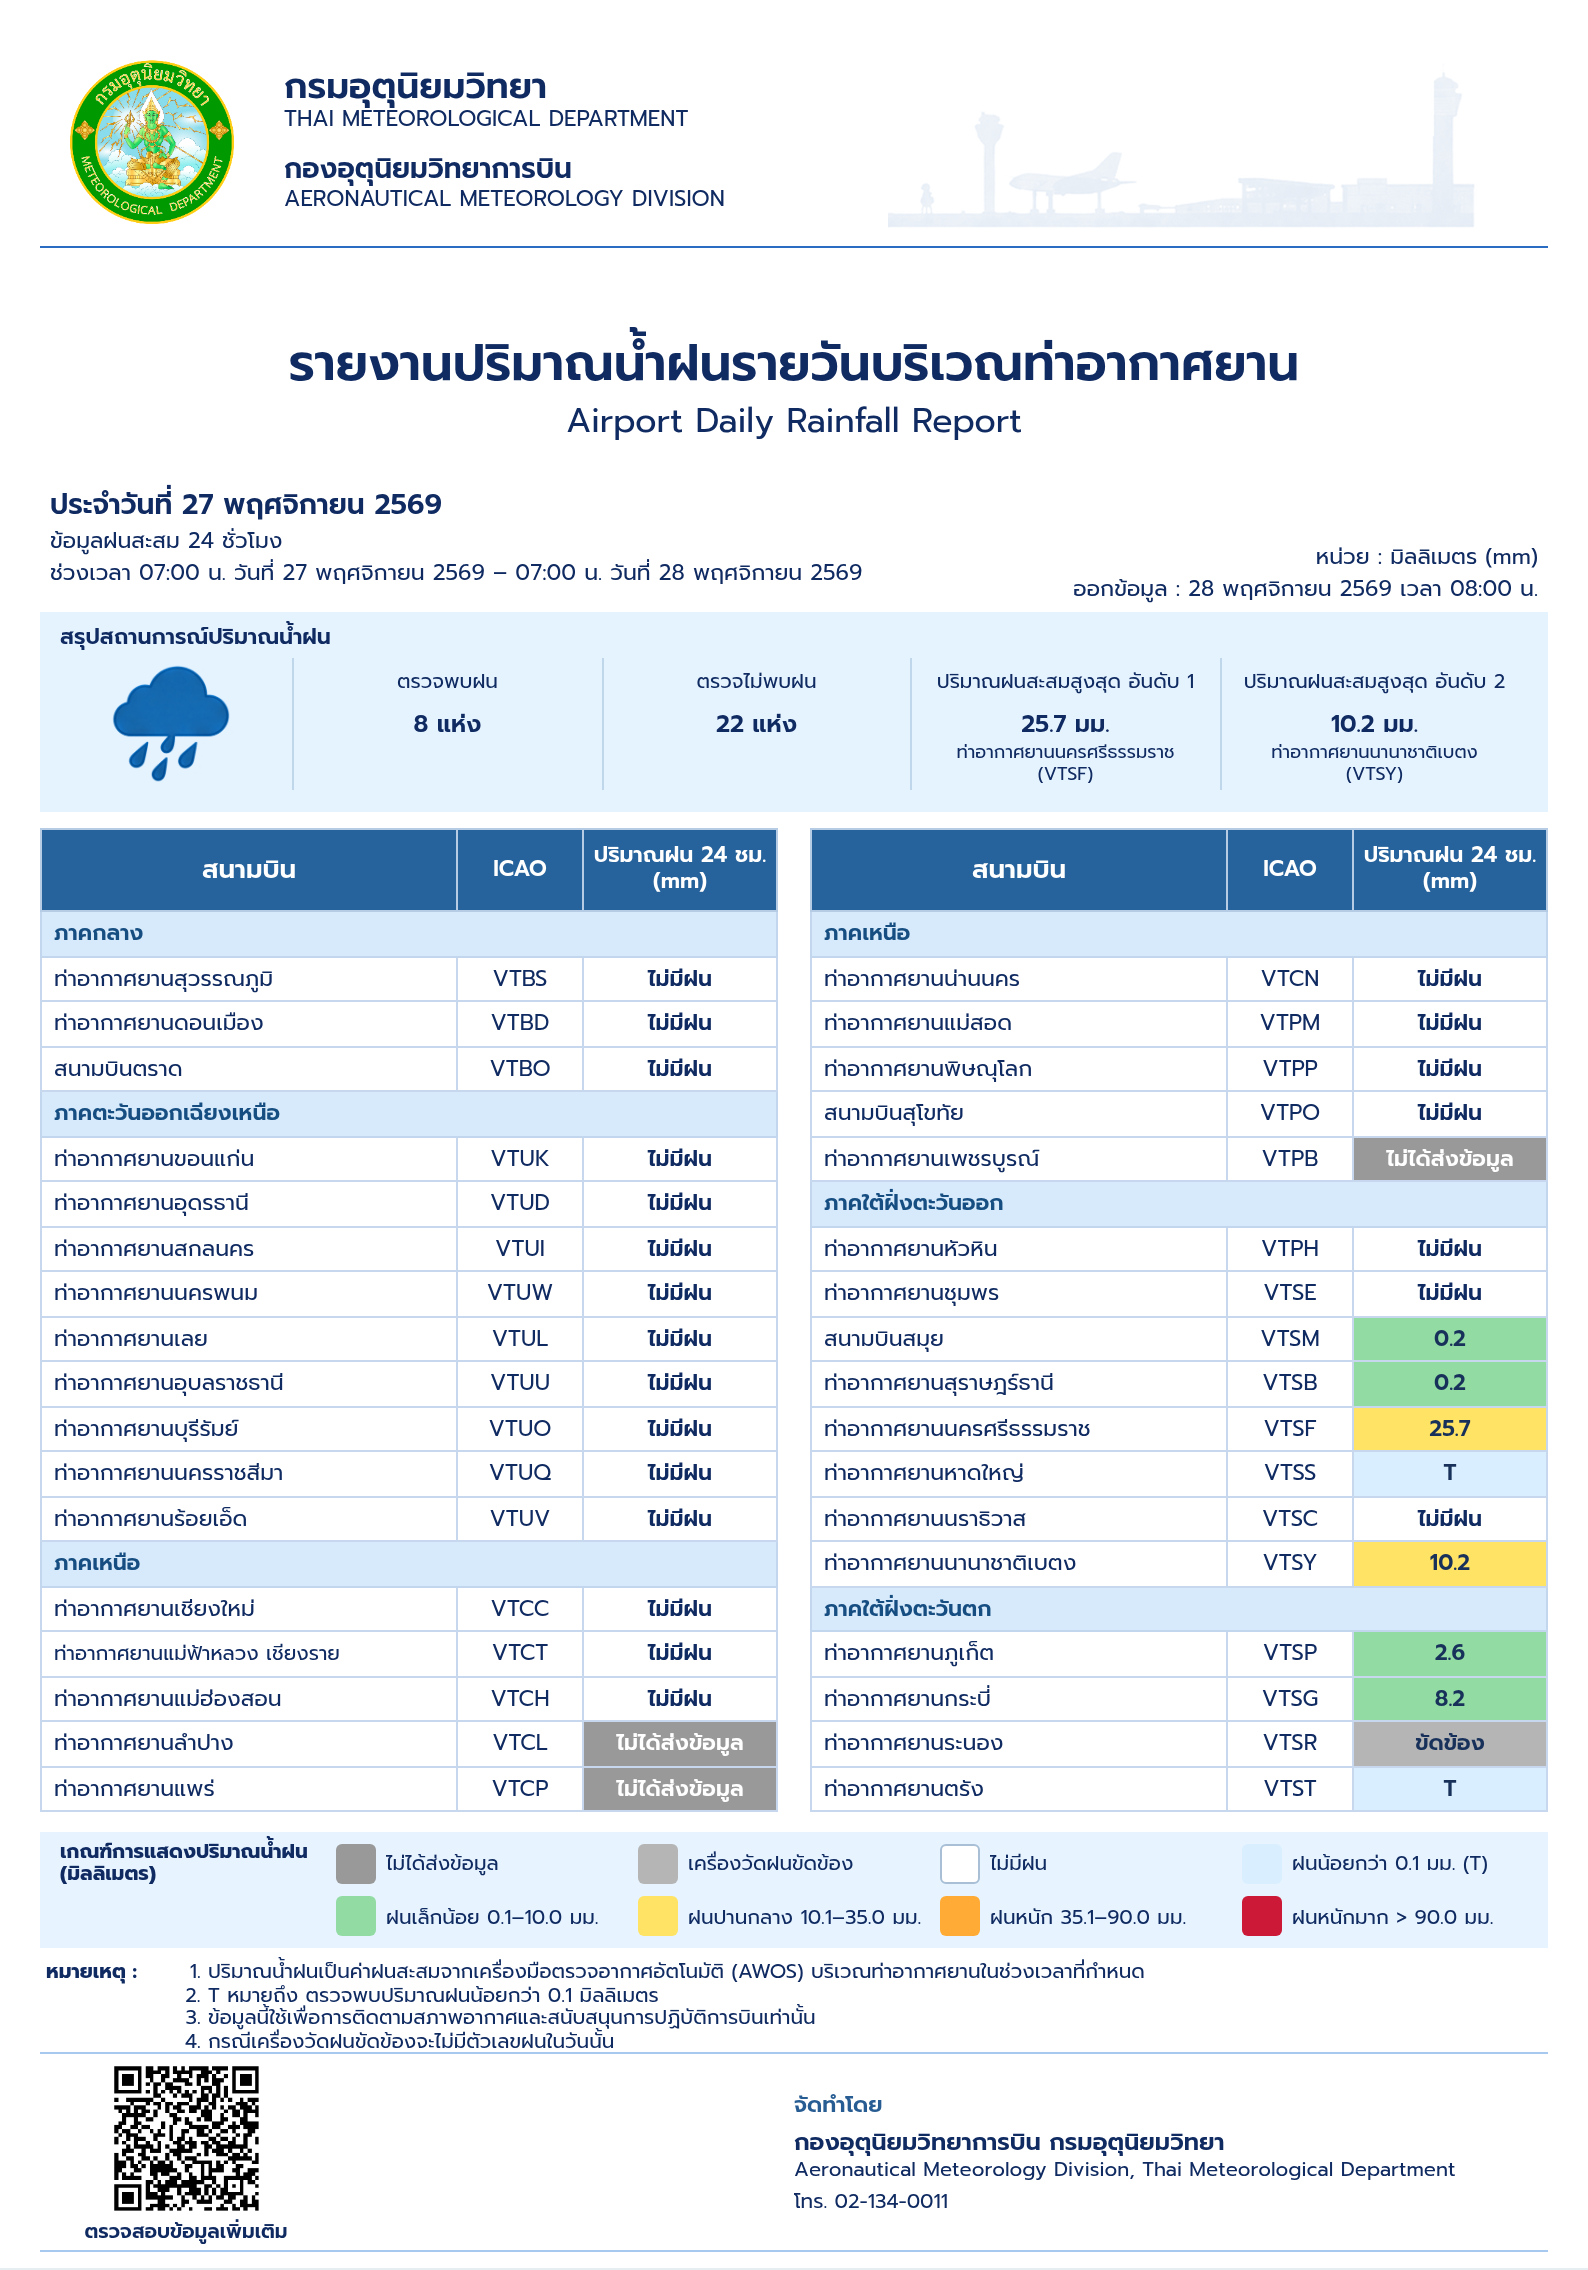 กรมอุตุนิยมวิทยา
METEOROLOGICAL DEPARTMENT
กรมอุตุนิยมวิทยา
THAI METEOROLOGICAL DEPARTMENT
กองอุตุนิยมวิทยาการบิน
AERONAUTICAL METEOROLOGY DIVISION
รายงานปริมาณน้ำฝนรายวันบริเวณท่าอากาศยาน
Airport Daily Rainfall Report
ประจำวันที่ 27 พฤศจิกายน 2569
ข้อมูลฝนสะสม 24 ชั่วโมง
ช่วงเวลา 07:00 น. วันที่ 27 พฤศจิกายน 2569 – 07:00 น. วันที่ 28 พฤศจิกายน 2569
หน่วย : มิลลิเมตร (mm)
ออกข้อมูล : 28 พฤศจิกายน 2569 เวลา 08:00 น.
สรุปสถานการณ์ปริมาณน้ำฝน
ตรวจพบฝน
8 แห่ง
ตรวจไม่พบฝน
22 แห่ง
ปริมาณฝนสะสมสูงสุด อันดับ 1
25.7 มม.
ท่าอากาศยานนครศรีธรรมราช
(VTSF)
ปริมาณฝนสะสมสูงสุด อันดับ 2
10.2 มม.
ท่าอากาศยานนานาชาติเบตง
(VTSY)
สนามบิน ICAO ปริมาณฝน 24 ชม. (mm)
ภาคกลาง
ท่าอากาศยานสุวรรณภูมิ VTBS ไม่มีฝน
ท่าอากาศยานดอนเมือง VTBD ไม่มีฝน
สนามบินตราด VTBO ไม่มีฝน
ภาคตะวันออกเฉียงเหนือ
ท่าอากาศยานขอนแก่น VTUK ไม่มีฝน
ท่าอากาศยานอุดรธานี VTUD ไม่มีฝน
ท่าอากาศยานสกลนคร VTUI ไม่มีฝน
ท่าอากาศยานนครพนม VTUW ไม่มีฝน
ท่าอากาศยานเลย VTUL ไม่มีฝน
ท่าอากาศยานอุบลราชธานี VTUU ไม่มีฝน
ท่าอากาศยานบุรีรัมย์ VTUO ไม่มีฝน
ท่าอากาศยานนครราชสีมา VTUQ ไม่มีฝน
ท่าอากาศยานร้อยเอ็ด VTUV ไม่มีฝน
ภาคเหนือ
ท่าอากาศยานเชียงใหม่ VTCC ไม่มีฝน
ท่าอากาศยานแม่ฟ้าหลวง เชียงราย VTCT ไม่มีฝน
ท่าอากาศยานแม่ฮ่องสอน VTCH ไม่มีฝน
ท่าอากาศยานลำปาง VTCL ไม่ได้ส่งข้อมูล
ท่าอากาศยานแพร่ VTCP ไม่ได้ส่งข้อมูล
สนามบิน ICAO ปริมาณฝน 24 ชม. (mm)
ภาคเหนือ
ท่าอากาศยานน่านนคร VTCN ไม่มีฝน
ท่าอากาศยานแม่สอด VTPM ไม่มีฝน
ท่าอากาศยานพิษณุโลก VTPP ไม่มีฝน
สนามบินสุโขทัย VTPO ไม่มีฝน
ท่าอากาศยานเพชรบูรณ์ VTPB ไม่ได้ส่งข้อมูล
ภาคใต้ฝั่งตะวันออก
ท่าอากาศยานหัวหิน VTPH ไม่มีฝน
ท่าอากาศยานชุมพร VTSE ไม่มีฝน
สนามบินสมุย VTSM 0.2
ท่าอากาศยานสุราษฎร์ธานี VTSB 0.2
ท่าอากาศยานนครศรีธรรมราช VTSF 25.7
ท่าอากาศยานหาดใหญ่ VTSS T
ท่าอากาศยานนราธิวาส VTSC ไม่มีฝน
ท่าอากาศยานนานาชาติเบตง VTSY 10.2
ภาคใต้ฝั่งตะวันตก
ท่าอากาศยานภูเก็ต VTSP 2.6
ท่าอากาศยานกระบี่ VTSG 8.2
ท่าอากาศยานระนอง VTSR ขัดข้อง
ท่าอากาศยานตรัง VTST T
เกณฑ์การแสดงปริมาณน้ำฝน
(มิลลิเมตร)
ไม่ได้ส่งข้อมูล เครื่องวัดฝนขัดข้อง ไม่มีฝน ฝนน้อยกว่า 0.1 มม. (T)
ฝนเล็กน้อย 0.1–10.0 มม. ฝนปานกลาง 10.1–35.0 มม. ฝนหนัก 35.1–90.0 มม. ฝนหนักมาก > 90.0 มม.
หมายเหตุ : 1. ปริมาณน้ำฝนเป็นค่าฝนสะสมจากเครื่องมือตรวจอากาศอัตโนมัติ (AWOS) บริเวณท่าอากาศยานในช่วงเวลาที่กำหนด
2. T หมายถึง ตรวจพบปริมาณฝนน้อยกว่า 0.1 มิลลิเมตร
3. ข้อมูลนี้ใช้เพื่อการติดตามสภาพอากาศและสนับสนุนการปฏิบัติการบินเท่านั้น
4. กรณีเครื่องวัดฝนขัดข้องจะไม่มีตัวเลขฝนในวันนั้น
ตรวจสอบข้อมูลเพิ่มเติม
จัดทำโดย
กองอุตุนิยมวิทยาการบิน กรมอุตุนิยมวิทยา
Aeronautical Meteorology Division, Thai Meteorological Department
โทร. 02-134-0011